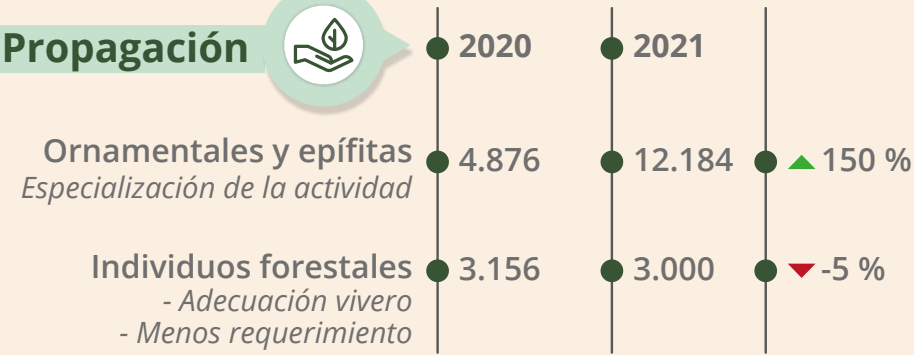 Propagación 2020 2021
Ornamentales y epífitas 4.876 12.184 150 %
Especialización de la actividad
Individuos forestales 3.156 3.000 -5 %
- Adecuación vivero
- Menos requerimiento